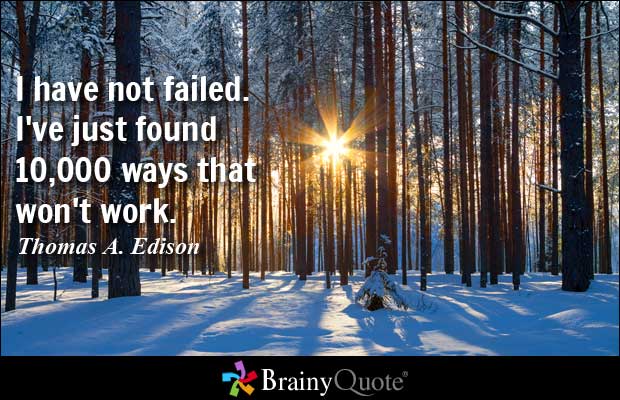 I have not failed.
I've just found
10,000 ways that
won't work.
Thomas A. Edison
BrainyQuote®